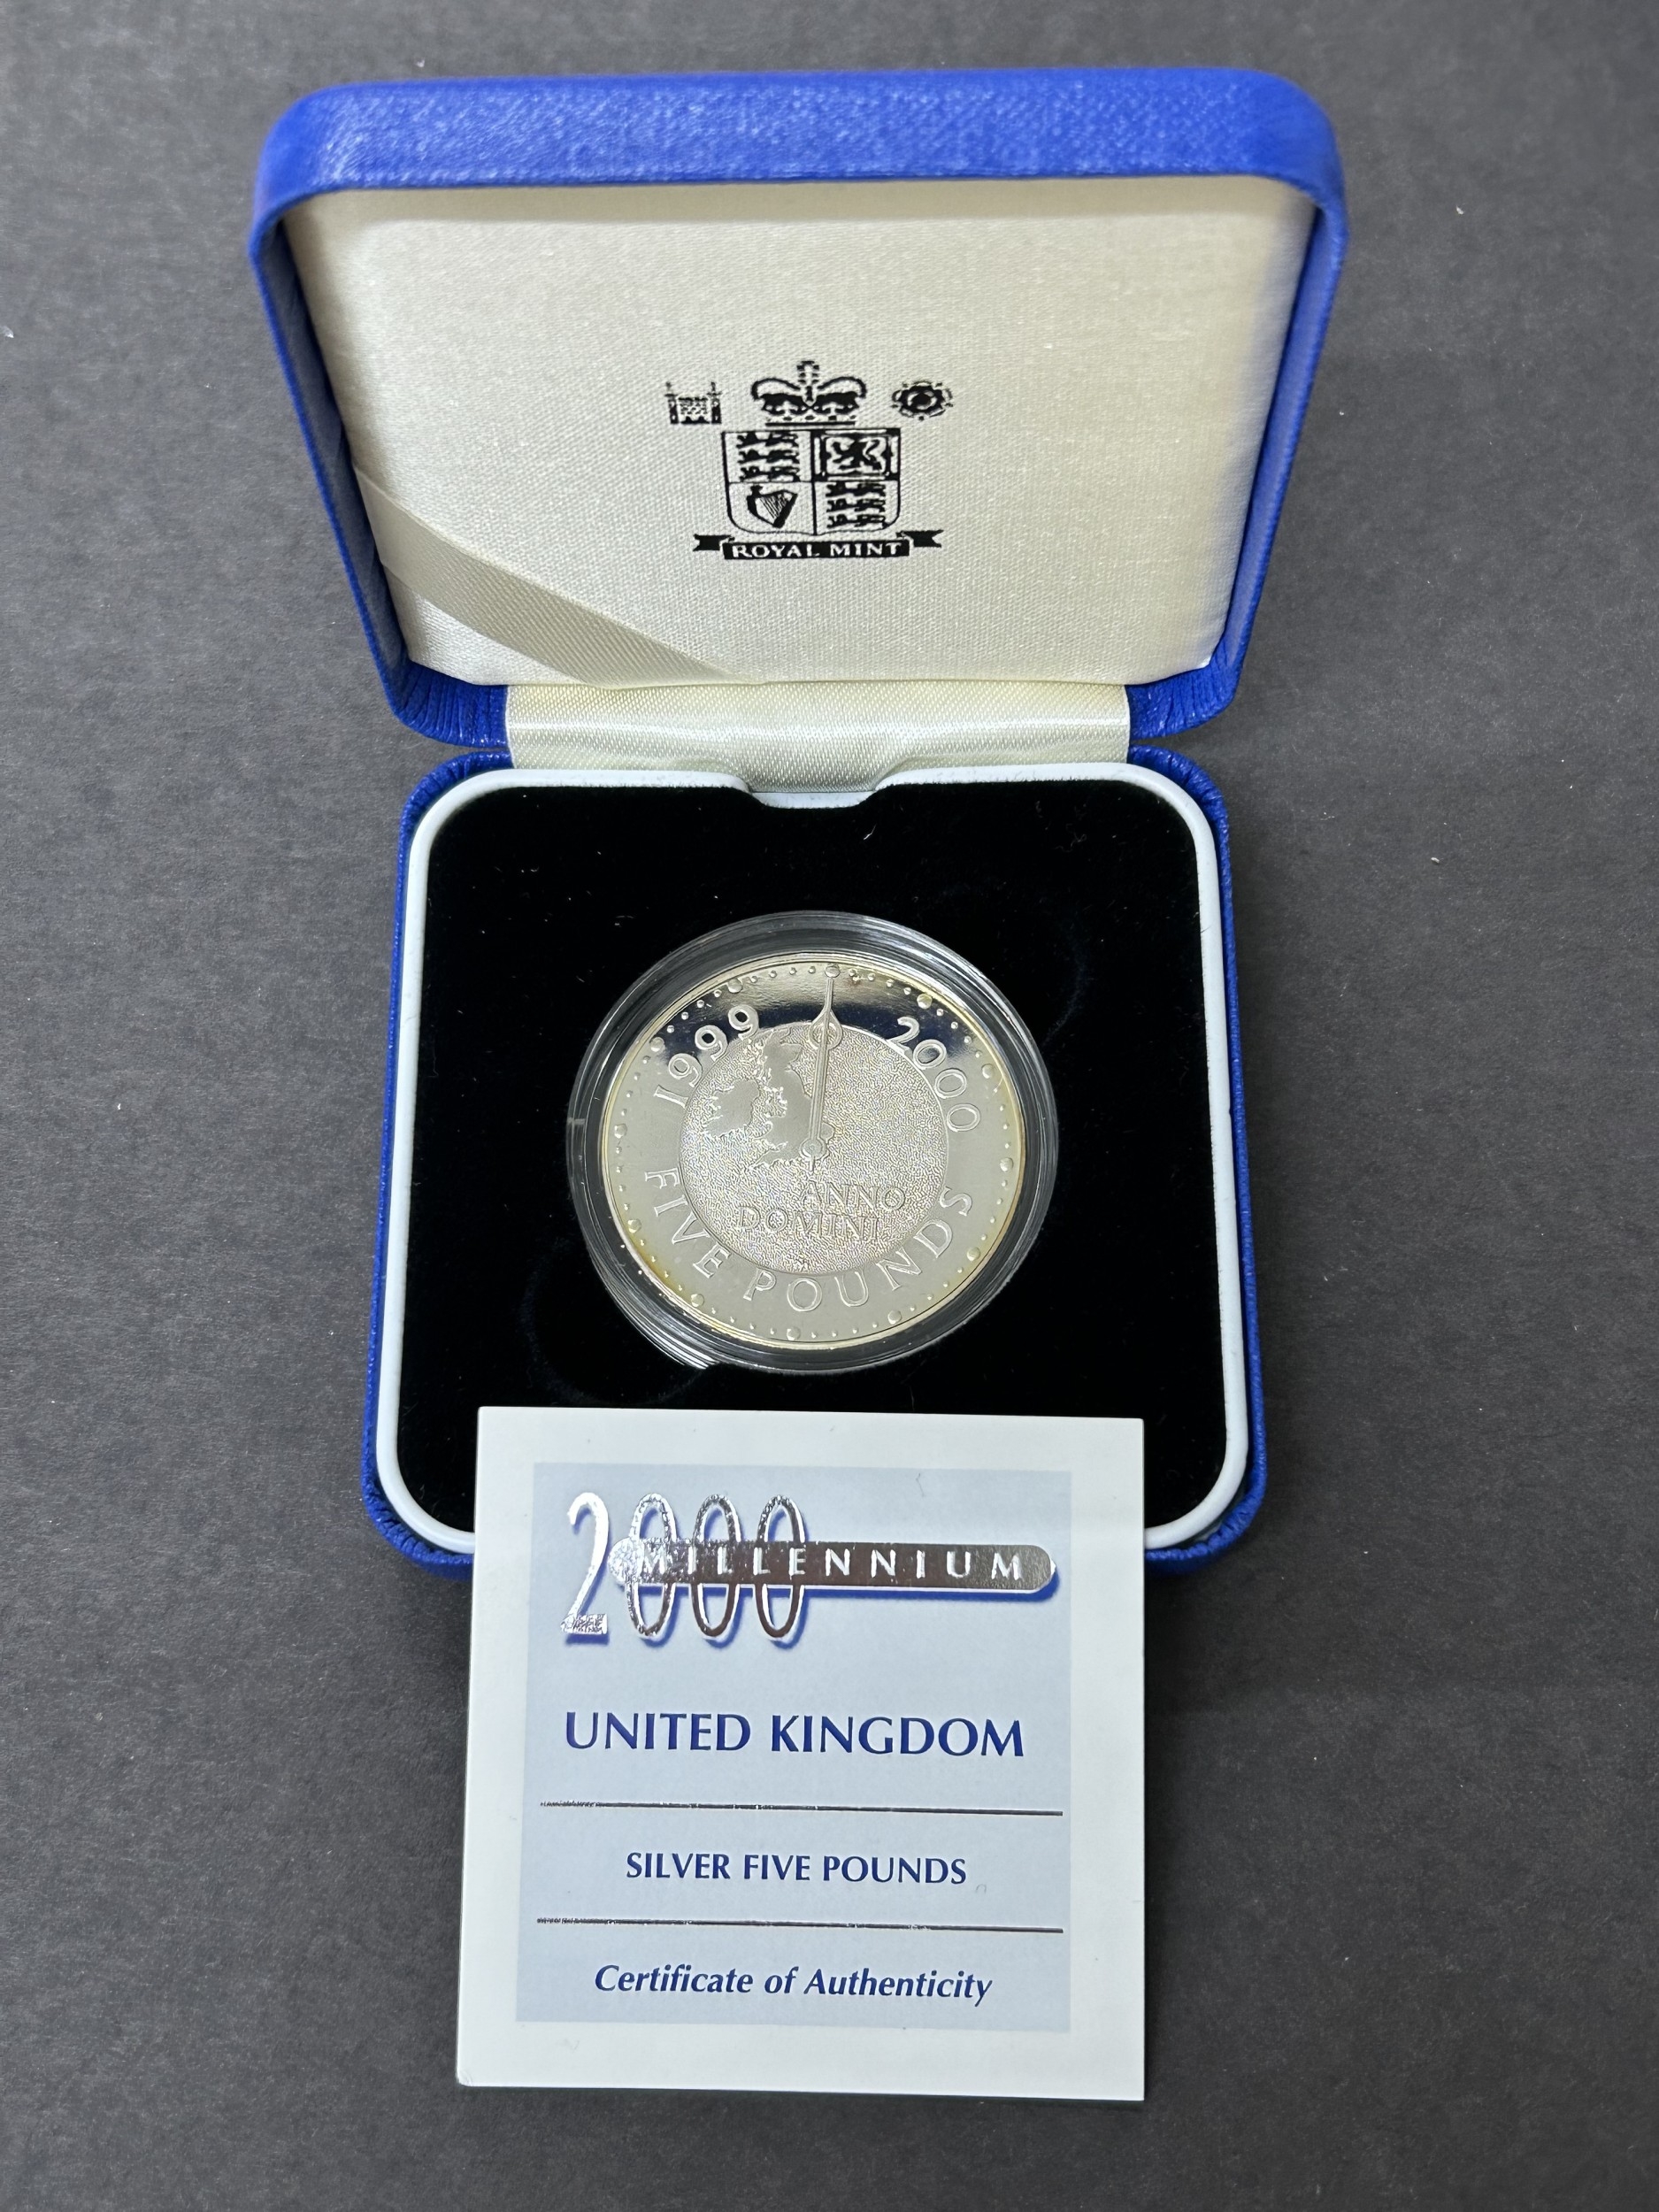 ROYAL MINT
1999 2000
ANNO
DOMINI
FIVE POUNDS
2000
MILLENNIUM
UNITED KINGDOM
SILVER FIVE POUNDS
Certificate of Authenticity